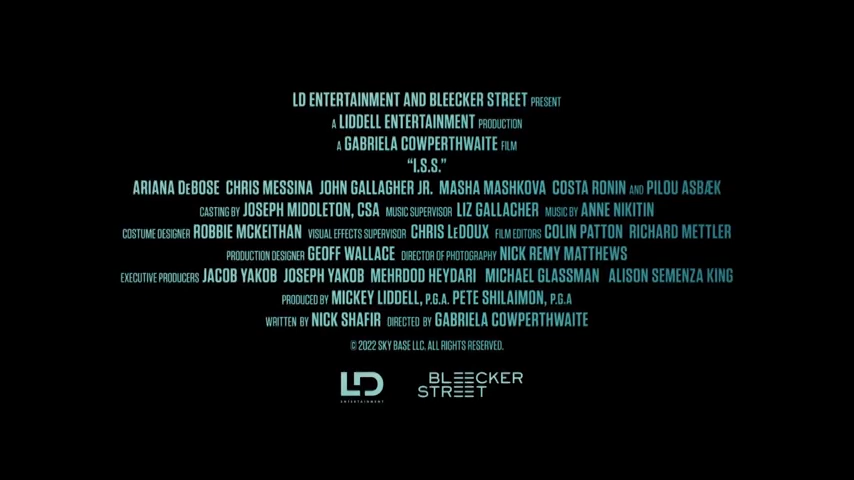 LD ENTERTAINMENT AND BLEECKER STREET PRESENT
A LIDDELL ENTERTAINMENT PRODUCTION
A GABRIELA COWPERTHWAITE FILM
“I.S.S.”
ARIANA DeBOSE CHRIS MESSINA JOHN GALLAGHER JR. MASHA MASHKOVA COSTA RONIN AND PILOU ASBÆK
CASTING BY JOSEPH MIDDLETON, CSA MUSIC SUPERVISOR LIZ GALLACHER MUSIC BY ANNE NIKITIN
COSTUME DESIGNER ROBBIE MCKEITHAN VISUAL EFFECTS SUPERVISOR CHRIS LeDOUX FILM EDITORS COLIN PATTON RICHARD METTLER
PRODUCTION DESIGNER GEOFF WALLACE DIRECTOR OF PHOTOGRAPHY NICK REMY MATTHEWS
EXECUTIVE PRODUCERS JACOB YAKOB JOSEPH YAKOB MEHRDOD HEYDARI MICHAEL GLASSMAN ALISON SEMENZA KING
PRODUCED BY MICKEY LIDDELL, P.G.A. PETE SHILAIMON, P.G.A
WRITTEN BY NICK SHAFIR DIRECTED BY GABRIELA COWPERTHWAITE
© 2022 SKY BASE LLC. ALL RIGHTS RESERVED.
LD
ENTERTAINMENT
BLEECKER
STREET